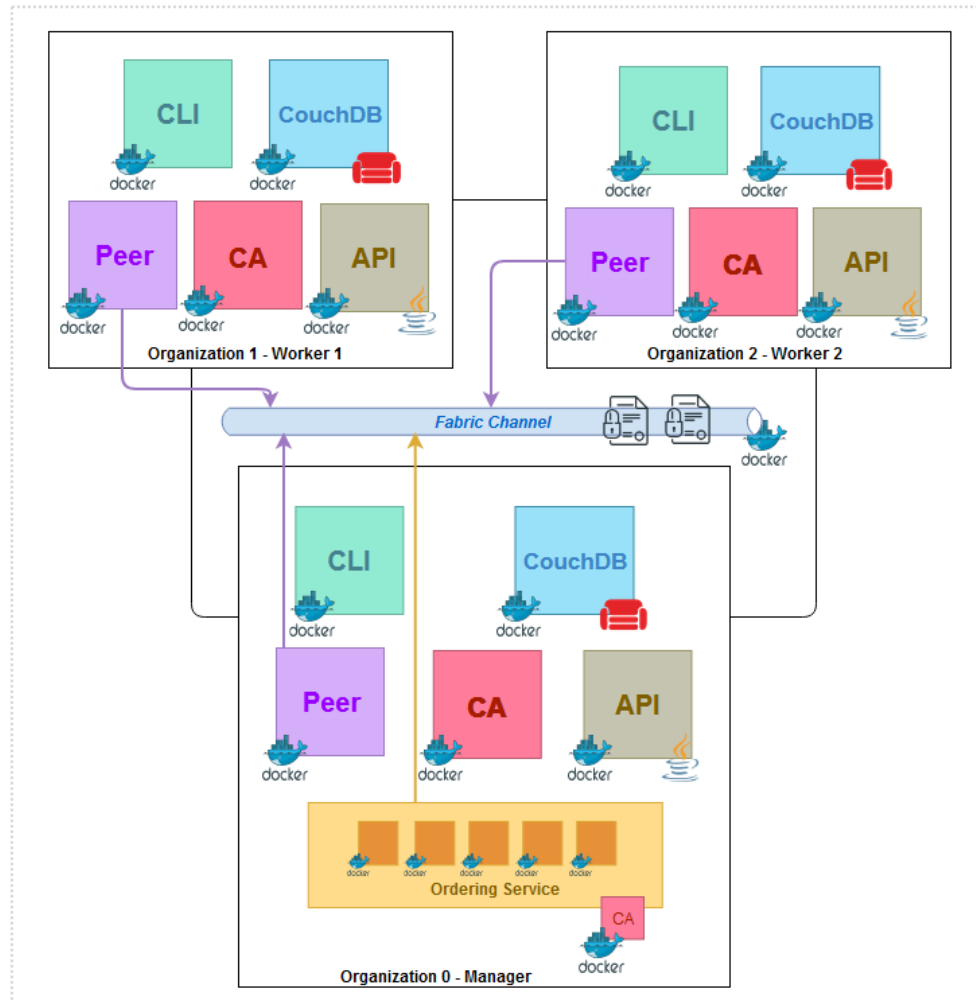 CLI
CouchDB
docker
docker
Peer
CA
API
docker
docker
docker
Organization 1 - Worker 1
CLI
CouchDB
docker
docker
Peer
CA
API
docker
docker
docker
Organization 2 - Worker 2
Fabric Channel
docker
CLI
CouchDB
docker
docker
Peer
CA
API
docker
docker
docker
docker
docker
docker
docker
docker
Ordering Service
CA
docker
Organization 0 - Manager